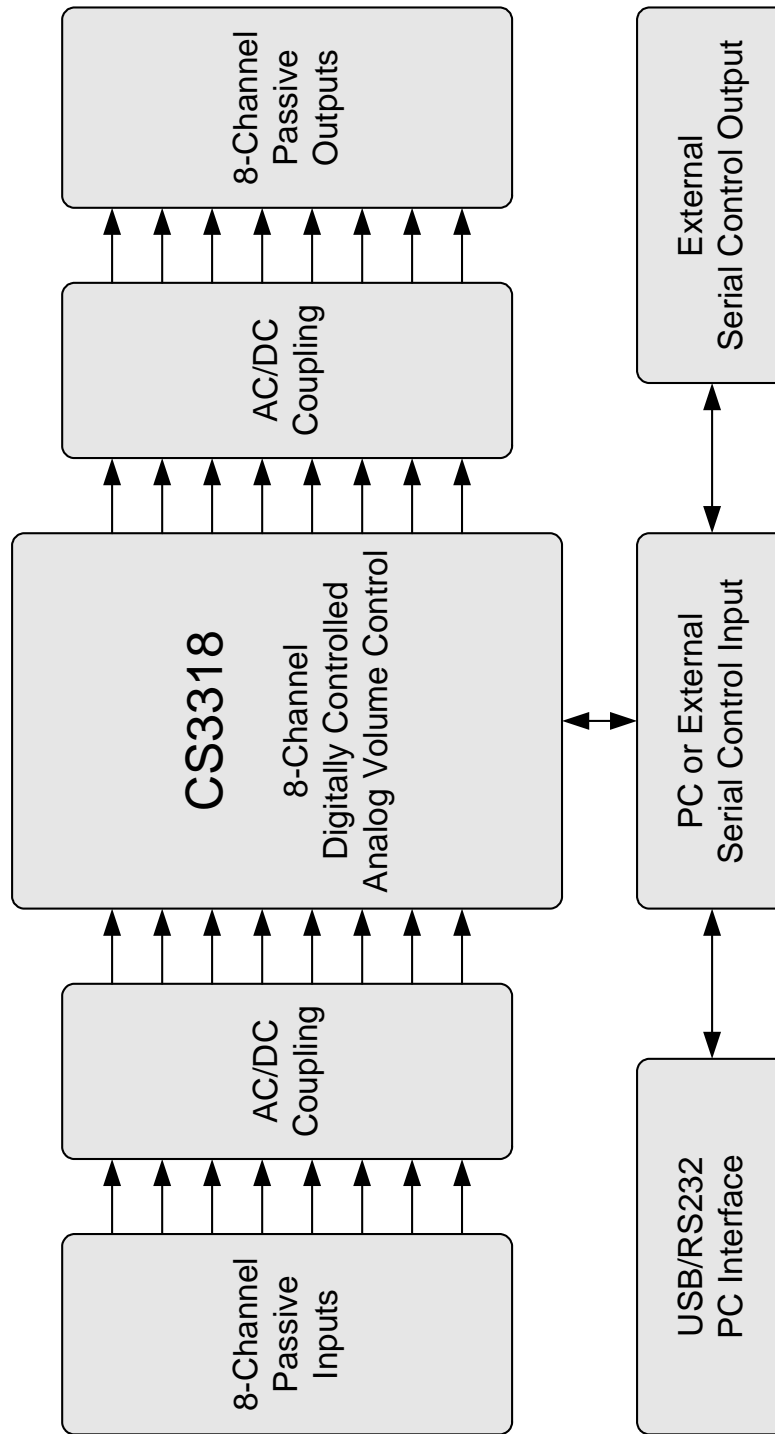 8-Channel
Passive
Inputs
AC/DC
Coupling
CS3318
8-Channel
Digitally Controlled
Analog Volume Control
AC/DC
Coupling
8-Channel
Passive
Outputs
USB/RS232
PC Interface
PC or External
Serial Control Input
External
Serial Control Output